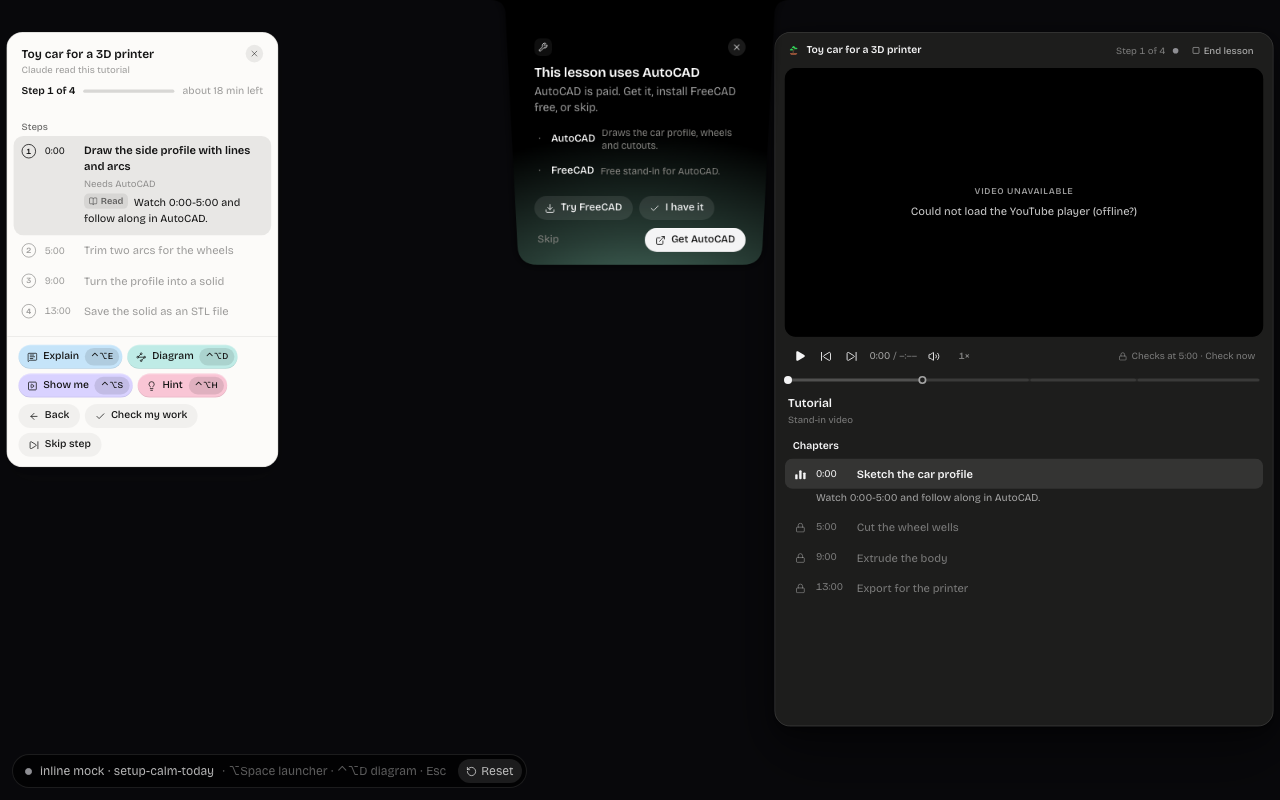 Toy car for a 3D printer
Claude read this tutorial
Step 1 of 4 about 18 min left
Steps
1 0:00 Draw the side profile with lines
and arcs
Needs AutoCAD
Read Watch 0:00-5:00 and
follow along in AutoCAD.
2 5:00 Trim two arcs for the wheels
3 9:00 Turn the profile into a solid
4 13:00 Save the solid as an STL file
Explain ^⌥E Diagram ^⌥D
Show me ^⌥S Hint ^⌥H
Back Check my work
Skip step
This lesson uses AutoCAD
AutoCAD is paid. Get it, install FreeCAD
free, or skip.
· AutoCAD Draws the car profile, wheels
and cutouts.
· FreeCAD Free stand-in for AutoCAD.
Try FreeCAD I have it
Skip Get AutoCAD
Toy car for a 3D printer Step 1 of 4 End lesson
VIDEO UNAVAILABLE
Could not load the YouTube player (offline?)
0:00 / –:–– 1× Checks at 5:00 · Check now
Tutorial
Stand-in video
Chapters
0:00 Sketch the car profile
Watch 0:00-5:00 and follow along in AutoCAD.
5:00 Cut the wheel wells
9:00 Extrude the body
13:00 Export for the printer
inline mock · setup-calm-today · ⌥Space launcher · ^⌥D diagram · Esc Reset